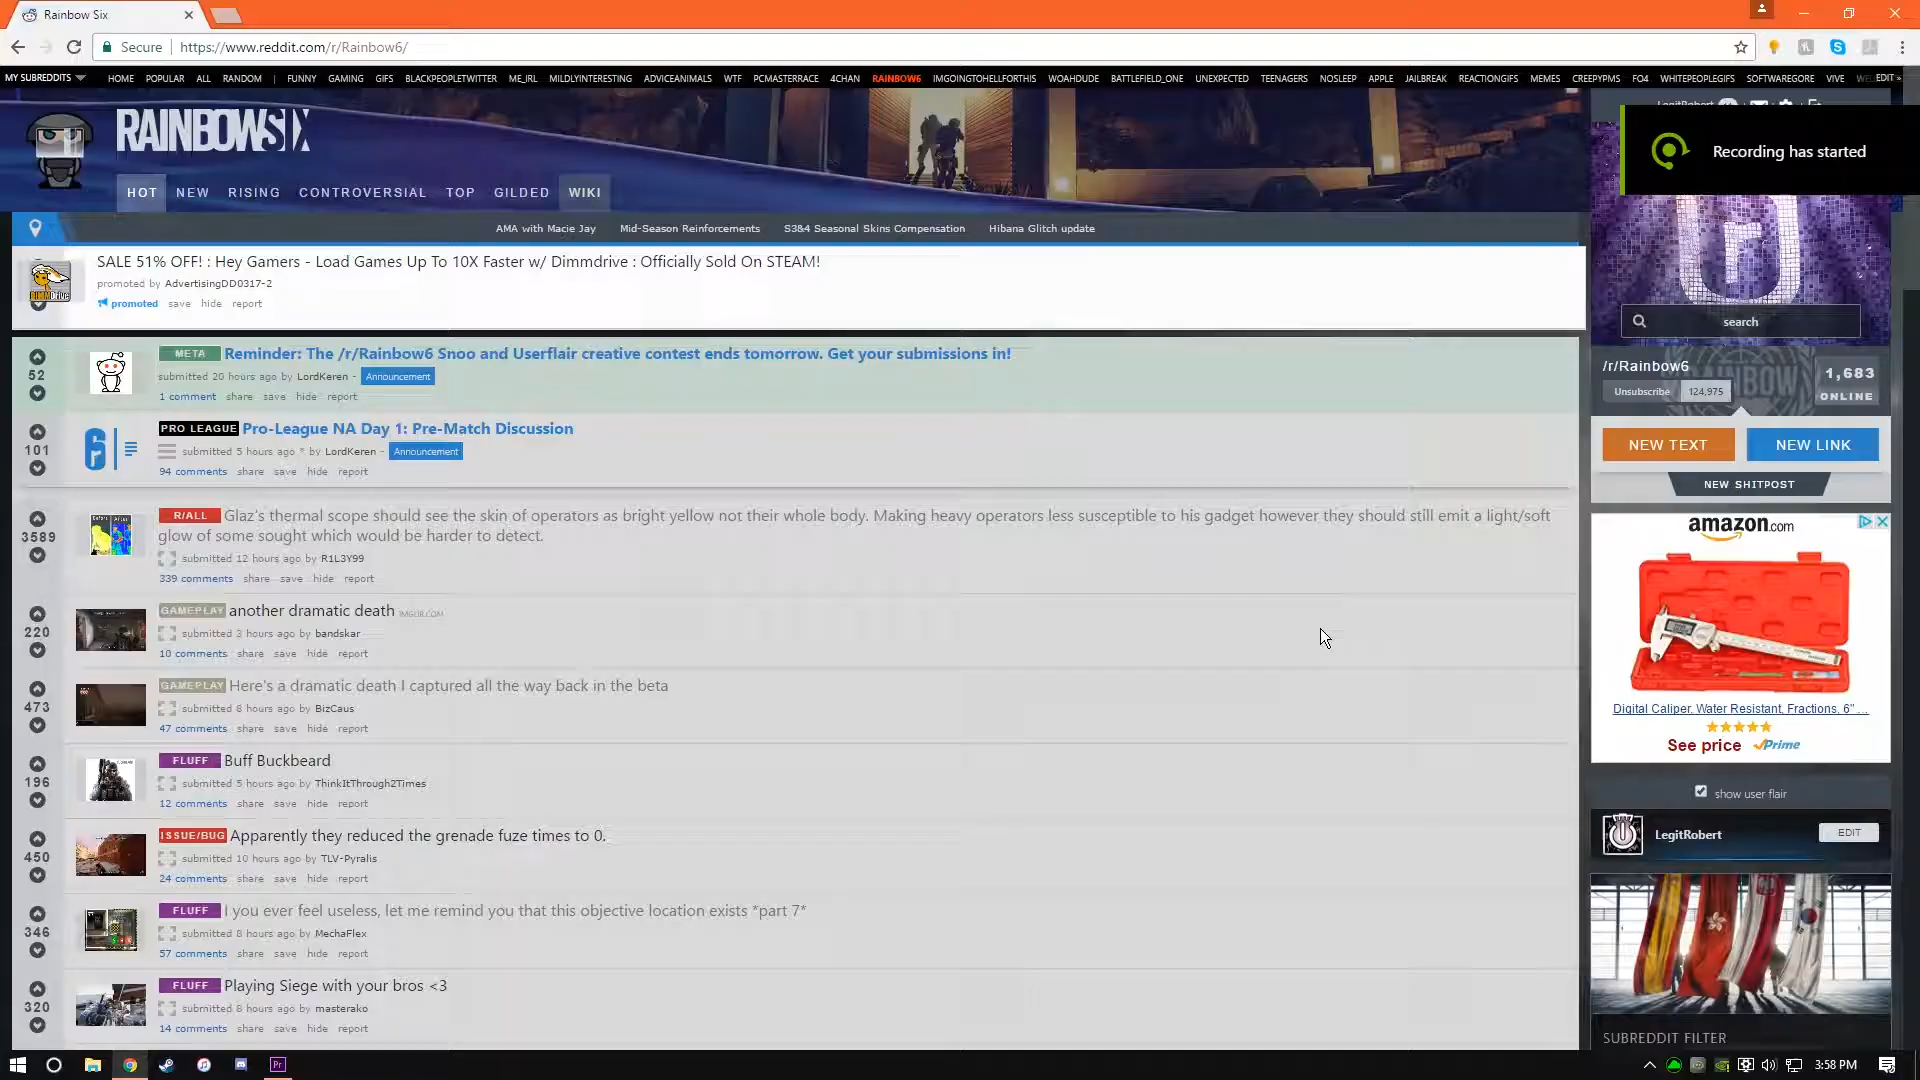 Rainbow Six
Secure | https://www.reddit.com/r/Rainbow6/
MY SUBREDDITS HOME POPULAR ALL RANDOM | FUNNY GAMING GIFS BLACKPEOPLETWITTER ME_IRL MILDLYINTERESTING ADVICEANIMALS WTF PCMASTERRACE 4CHAN RAINBOW6 IMGOINGTOHELLFORTHIS WOAHDUDE BATTLEFIELD_ONE UNEXPECTED TEENAGERS NOSLEEP APPLE JAILBREAK REACTIONGIFS MEMES CREEPYPMS FO4 WHITEPEOPLEGIFS SOFTWAREGORE VIVE EDIT »
LegitRobert
RAINBOWSIX
Recording has started
HOT NEW RISING CONTROVERSIAL TOP GILDED WIKI
AMA with Macie Jay Mid-Season Reinforcements S3&4 Seasonal Skins Compensation Hibana Glitch update
SALE 51% OFF! : Hey Gamers - Load Games Up To 10X Faster w/ Dimmdrive : Officially Sold On STEAM!
promoted by AdvertisingDD0317-2
promoted save hide report
search
52
META Reminder: The /r/Rainbow6 Snoo and Userflair creative contest ends tomorrow. Get your submissions in!
submitted 20 hours ago by LordKeren - Announcement
1 comment share save hide report
/r/Rainbow6
1,683
ONLINE
Unsubscribe 124,975
101
PRO LEAGUE Pro-League NA Day 1: Pre-Match Discussion
submitted 5 hours ago * by LordKeren - Announcement
94 comments share save hide report
NEW TEXT NEW LINK
NEW SHITPOST
3589
R/ALL Glaz's thermal scope should see the skin of operators as bright yellow not their whole body. Making heavy operators less susceptible to his gadget however they should still emit a light/soft
glow of some sought which would be harder to detect.
submitted 12 hours ago by R1L3Y99
339 comments share save hide report
amazon.com
Digital Caliper, Water Resistant, Fractions, 6" ...
See price Prime
220
GAMEPLAY another dramatic death IMGUR.COM
submitted 3 hours ago by bandskar
10 comments share save hide report
473
GAMEPLAY Here's a dramatic death I captured all the way back in the beta
submitted 8 hours ago by BizCaus
47 comments share save hide report
196
FLUFF Buff Buckbeard
submitted 5 hours ago by ThinkItThrough2Times
12 comments share save hide report
show user flair
LegitRobert EDIT
450
ISSUE/BUG Apparently they reduced the grenade fuze times to 0.
submitted 10 hours ago by TLV-Pyralis
24 comments share save hide report
346
FLUFF I you ever feel useless, let me remind you that this objective location exists *part 7*
submitted 8 hours ago by MechaFlex
57 comments share save hide report
320
FLUFF Playing Siege with your bros <3
submitted 8 hours ago by masterako
14 comments share save hide report
SUBREDDIT FILTER
Pr
3:58 PM